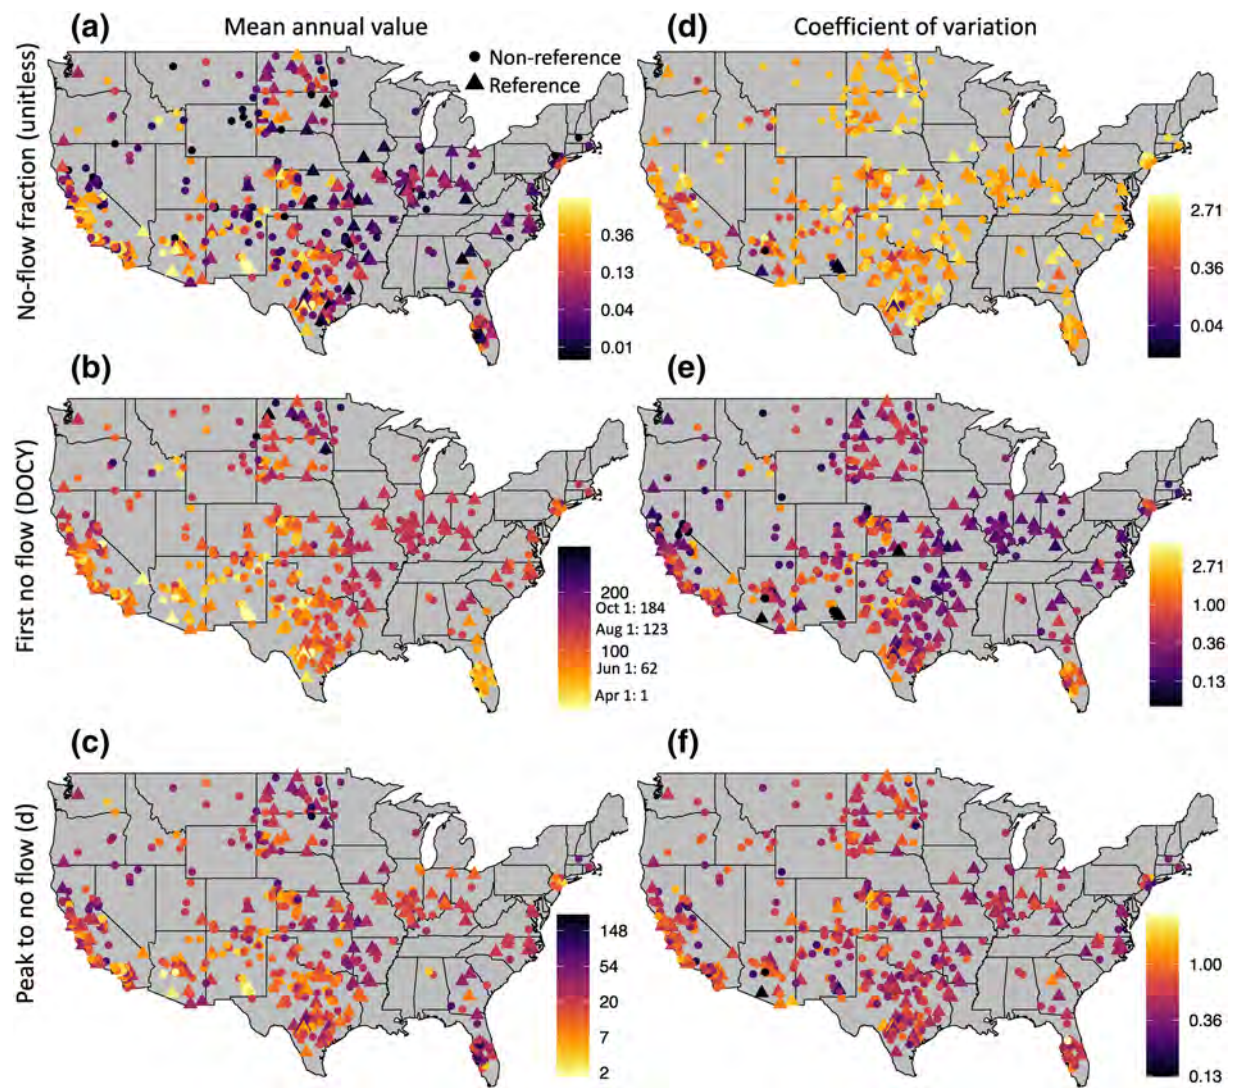 (a) Mean annual value
(d) Coefficient of variation
Non-reference
Reference
No-flow fraction (unitless)
0.36
0.13
0.04
0.01
2.71
0.36
0.04
(b)
(e)
First no flow (DOCY)
200
Oct 1: 184
Aug 1: 123
100
Jun 1: 62
Apr 1: 1
2.71
1.00
0.36
0.13
(c)
(f)
Peak to no flow (d)
148
54
20
7
2
1.00
0.36
0.13